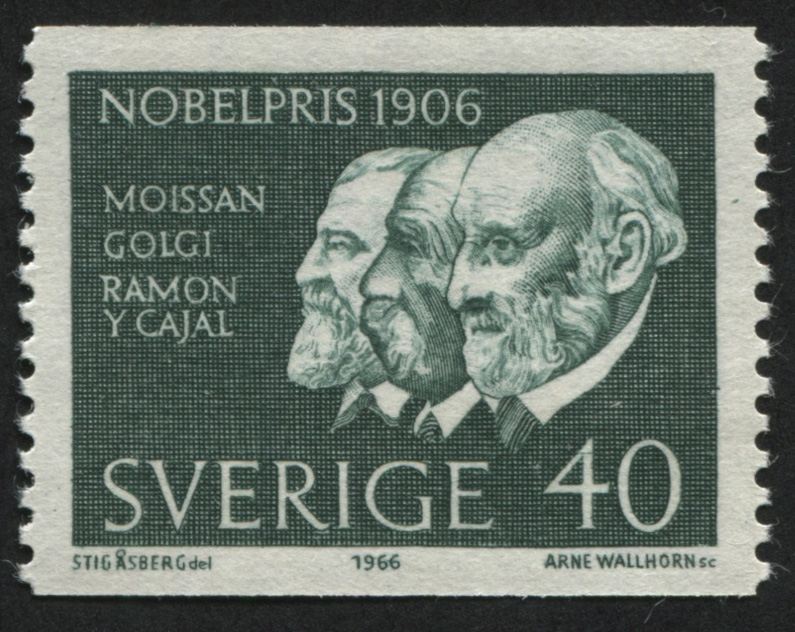 NOBELPRIS 1906
MOISSAN
GOLGI
RAMON
Y CAJAL
SVERIGE 40
STIG ÅSBERG del 1966 ARNE WALLHORN sc